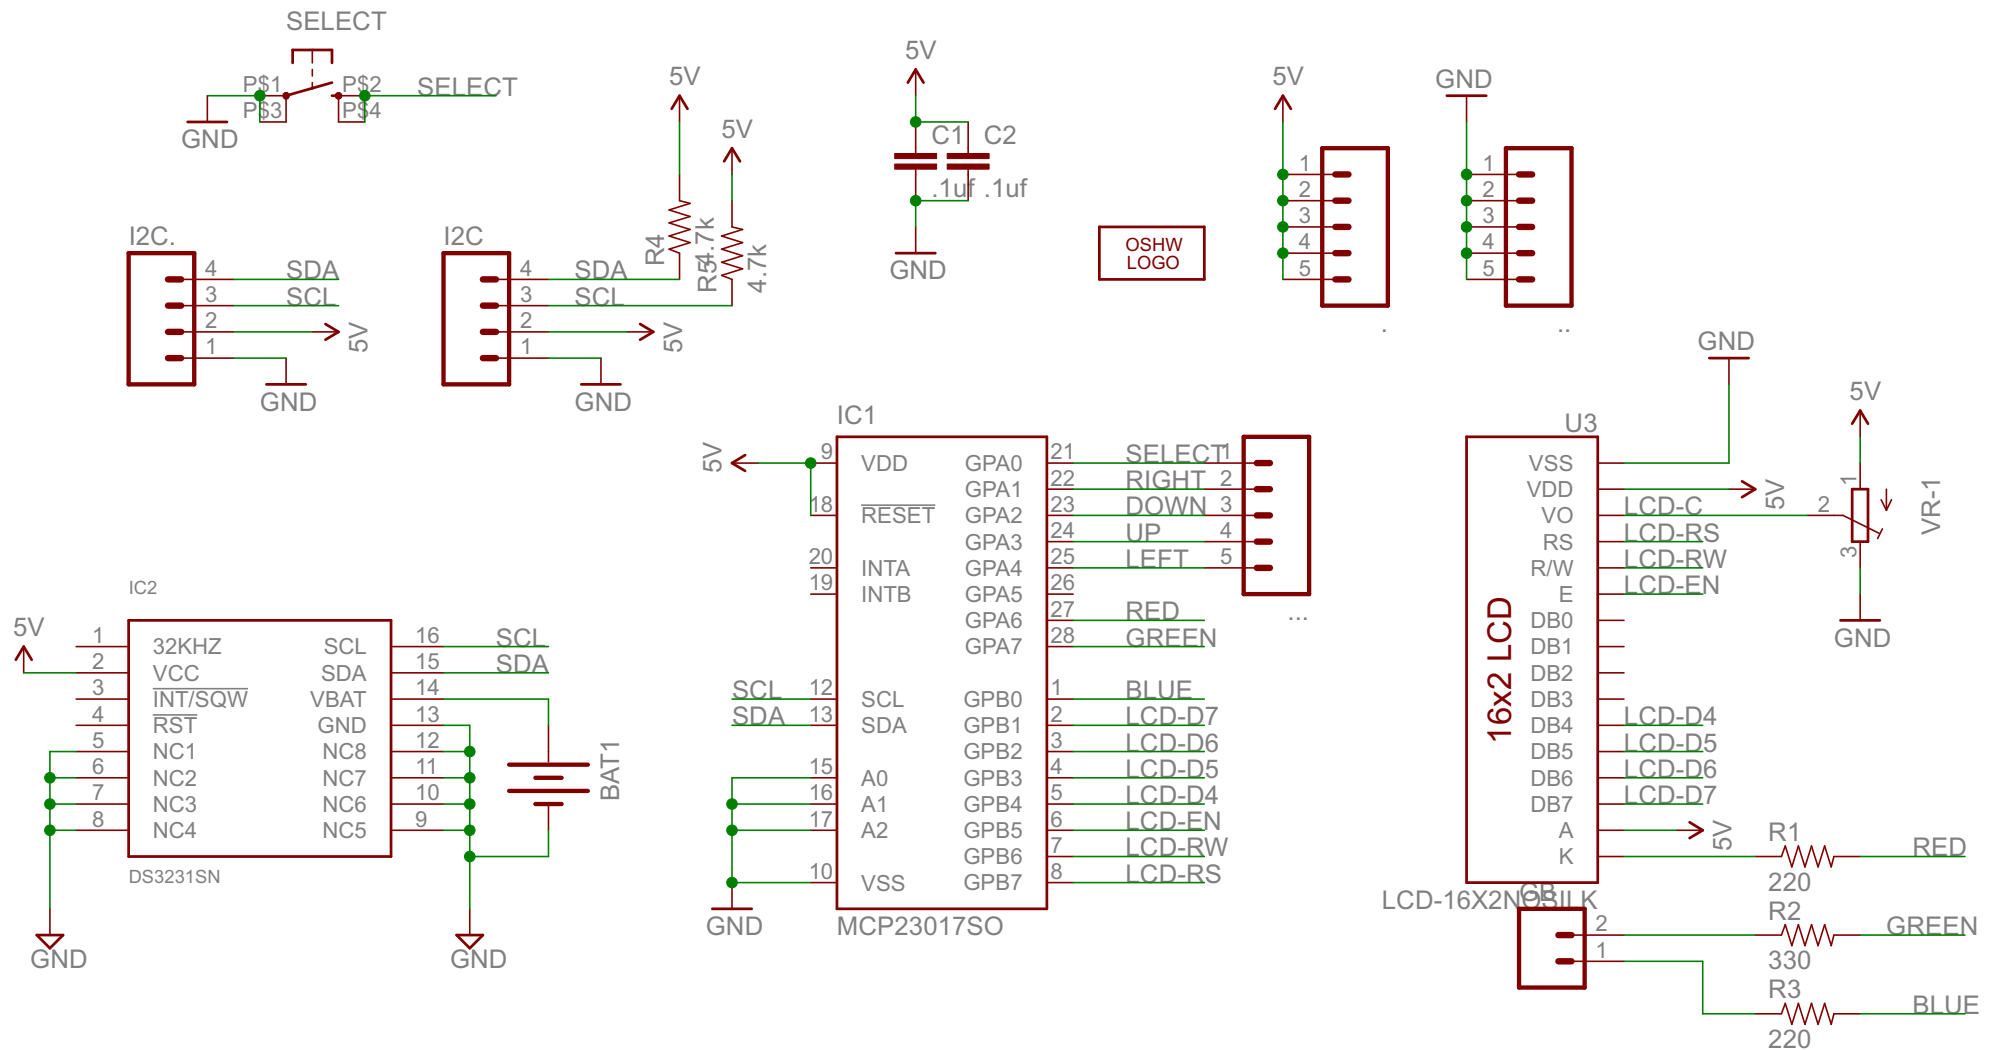 SELECT
P$1
P$2
P$3
P$4
SELECT
GND
5V
5V
R4
4.7k
R5
4.7k
I2C.
4
SDA
3
SCL
2
5V
1
GND
I2C
4
SDA
3
SCL
2
5V
1
GND
5V
C1
C2
.1uf
.1uf
GND
OSHW
LOGO
5V
1
2
3
4
5
.
GND
1
2
3
4
5
..
IC2
5V
1
32KHZ
2
VCC
3
INT/SQW
4
RST
5
NC1
6
NC2
7
NC3
8
NC4
SCL
16
SCL
SDA
15
SDA
VBAT
14
GND
13
NC8
12
NC7
11
NC6
10
NC5
9
BAT1
DS3231SN
GND
GND
IC1
5V
9
VDD
18
RESET
20
INTA
19
INTB
SCL
12
SCL
SDA
13
SDA
15
A0
16
A1
17
A2
10
VSS
GND
GPA0
21
SELECT
1
GPA1
22
RIGHT
2
GPA2
23
DOWN
3
GPA3
24
UP
4
GPA4
25
LEFT
5
GPA5
26
GPA6
27
RED
GPA7
28
GREEN
...
GPB0
1
BLUE
GPB1
2
LCD-D7
GPB2
3
LCD-D6
GPB3
4
LCD-D5
GPB4
5
LCD-D4
GPB5
6
LCD-EN
GPB6
7
LCD-RW
GPB7
8
LCD-RS
MCP23017SO
U3
16x2 LCD
VSS
GND
VDD
5V
VO
LCD-C
RS
LCD-RS
R/W
LCD-RW
E
LCD-EN
DB0
DB1
DB2
DB3
DB4
LCD-D4
DB5
LCD-D5
DB6
LCD-D6
DB7
LCD-D7
A
5V
K
5V
1
2
3
VR-1
GND
LCD-16X2NOSILK
GB
2
1
R1
220
RED
R2
330
GREEN
R3
220
BLUE